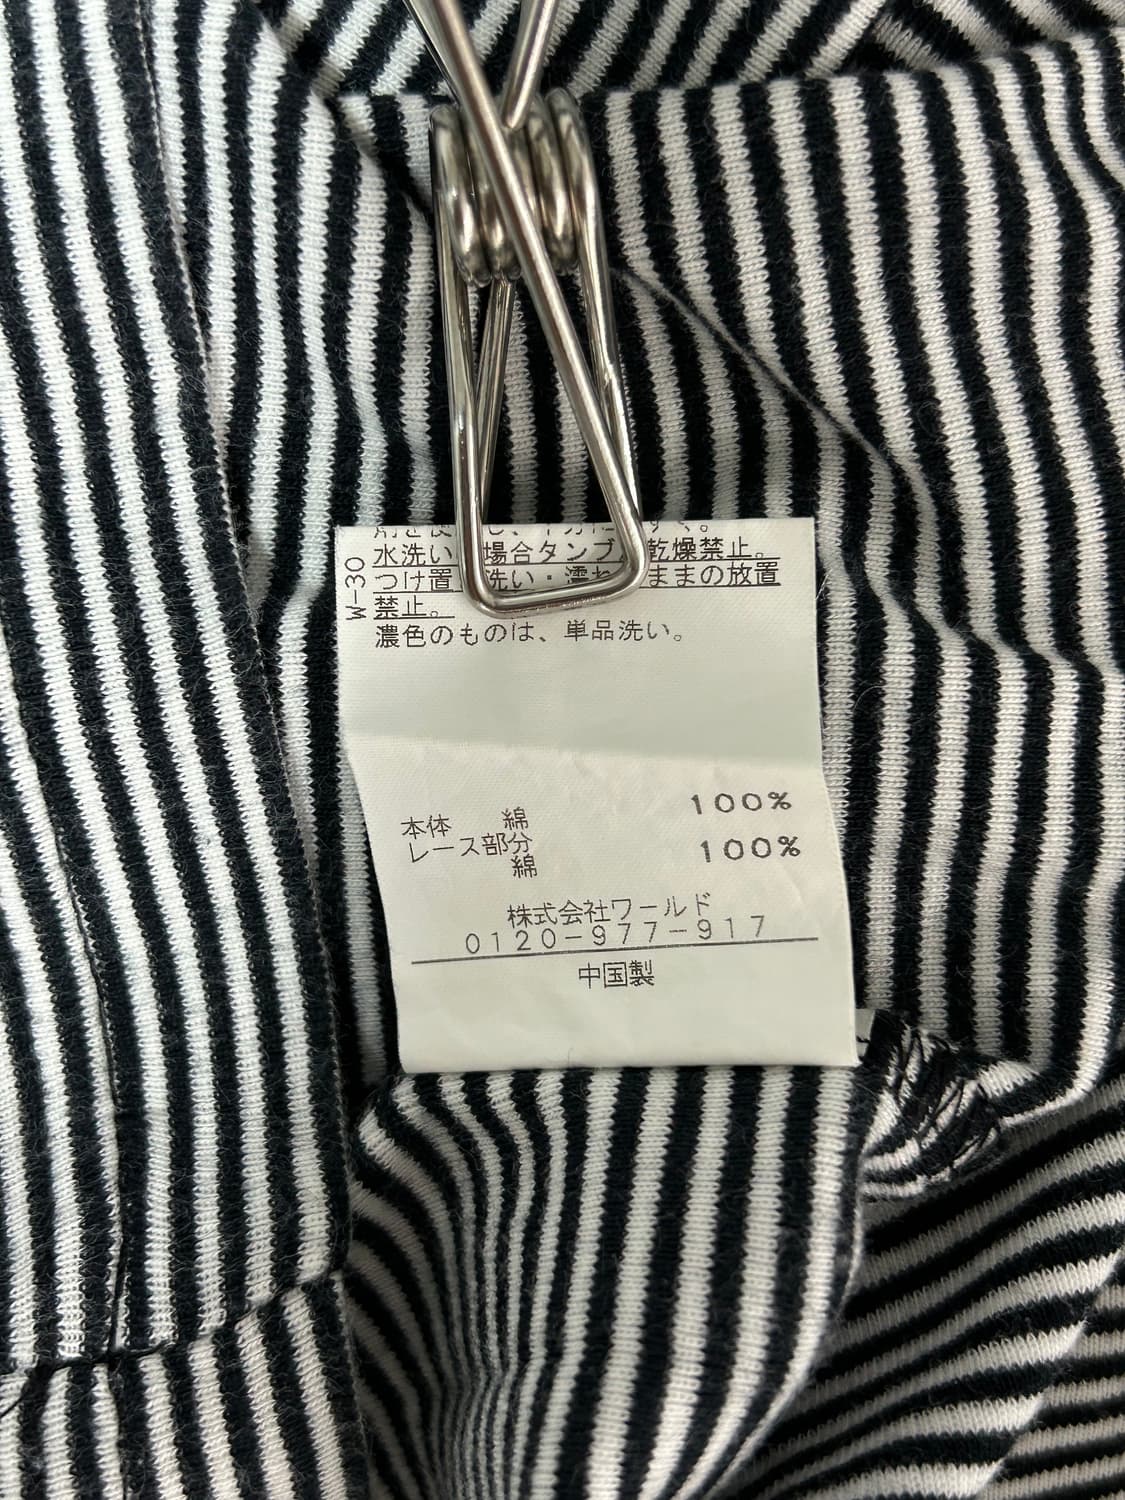 水洗い 場合タンブ 乾燥禁止。
つけ置 洗い・濡れ ままの放置
禁止。
濃色のものは、単品洗い。
W-30
本体 綿 100%
レース部分
綿 100%
株式会社ワールド
0120-977-917
中国製